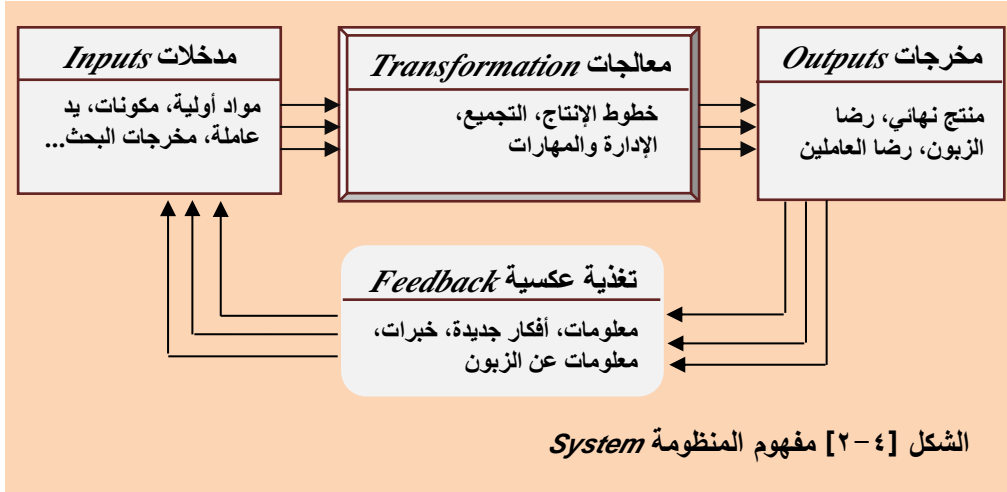 مدخلات Inputs
مواد أولية، مكونات، يد
عاملة، مخرجات البحث...
معالجات Transformation
خطوط الإنتاج، التجميع،
الإدارة والمهارات
مخرجات Outputs
منتج نهائي، رضا
الزبون، رضا العاملين
تغذية عكسية Feedback
معلومات، أفكار جديدة، خبرات،
معلومات عن الزبون
الشكل [٤-٢] مفهوم المنظومة System